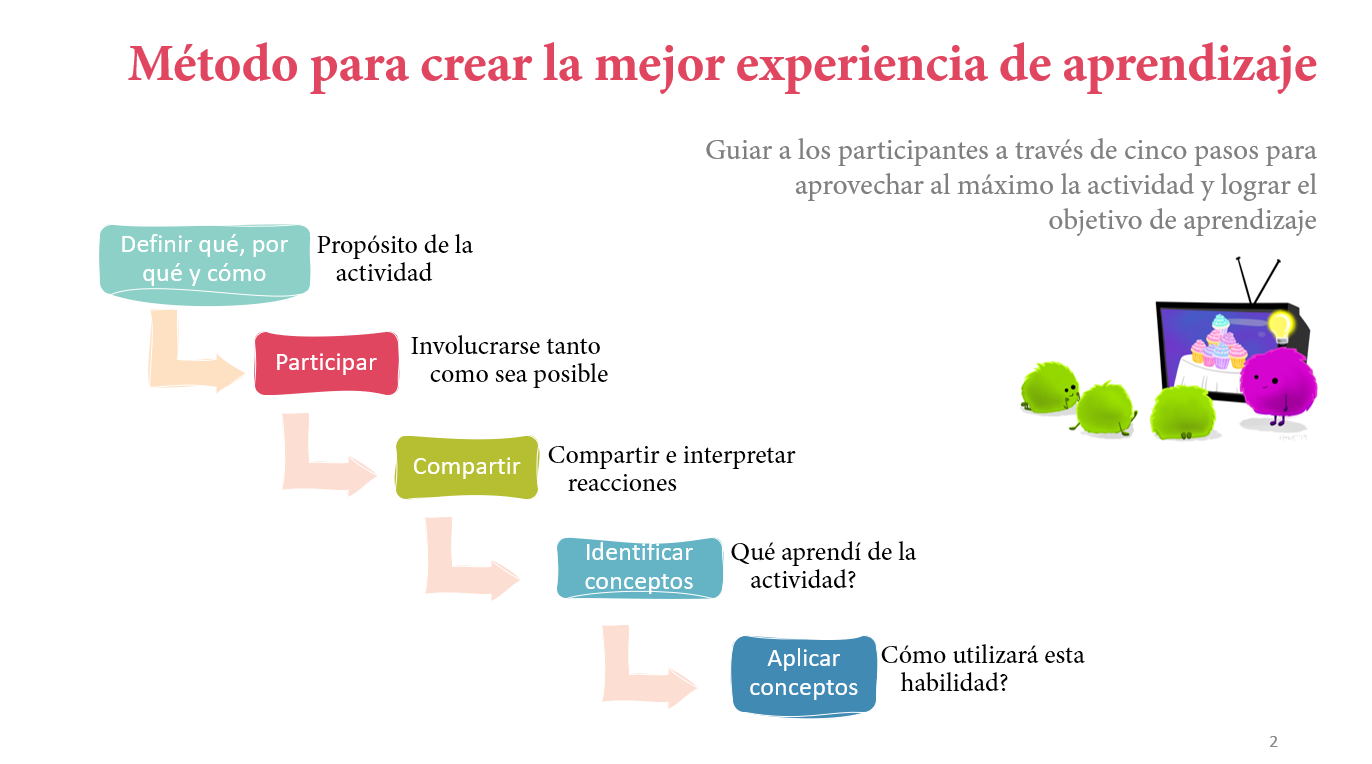 Método para crear la mejor experiencia de aprendizaje
Guiar a los participantes a través de cinco pasos para
aprovechar al máximo la actividad y lograr el
objetivo de aprendizaje
Definir qué, por
qué y cómo
Propósito de la
actividad
Participar
Involucrarse tanto
como sea posible
Compartir
Compartir e interpretar
reacciones
Identificar
conceptos
Qué aprendí de la
actividad?
Aplicar
conceptos
Cómo utilizará esta
habilidad?
2